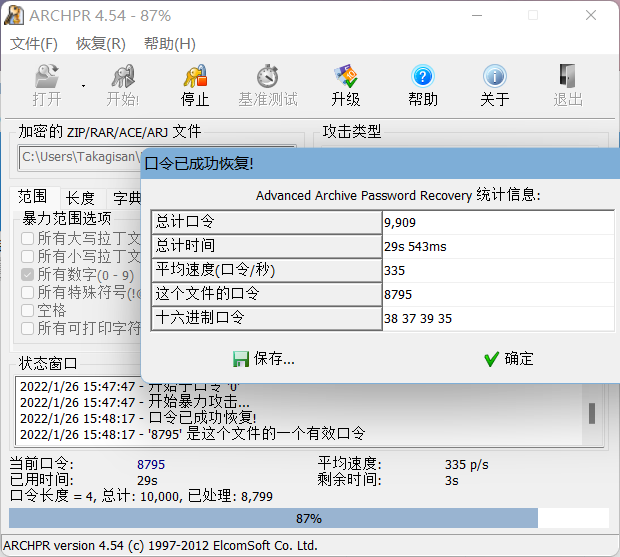 ARCHPR 4.54 - 87%
文件(F) 恢复(R) 帮助(H)
打开 开始! 停止 基准测试 升级 帮助 关于 退出
加密的 ZIP/RAR/ACE/ARJ 文件 攻击类型
C:\Users\Takagisan\
口令已成功恢复!
Advanced Archive Password Recovery 统计信息:
总计口令 9,909
总计时间 29s 543ms
平均速度(口令/秒) 335
这个文件的口令 8795
十六进制口令 38 37 39 35
保存... 确定
范围 长度 字典
暴力范围选项
所有大写拉丁文
所有小写拉丁文
所有数字(0 - 9)
所有特殊符号(!@
空格
所有可打印字符
状态窗口
2022/1/26 15:47:47 - 开始于口令 '0'
2022/1/26 15:47:47 - 开始暴力攻击...
2022/1/26 15:48:17 - 口令已成功恢复!
2022/1/26 15:48:17 - '8795' 是这个文件的一个有效口令
当前口令: 8795 平均速度: 335 p/s
已用时间: 29s 剩余时间: 3s
口令长度 = 4, 总计: 10,000, 已处理: 8,799
87%
ARCHPR version 4.54 (c) 1997-2012 ElcomSoft Co. Ltd.